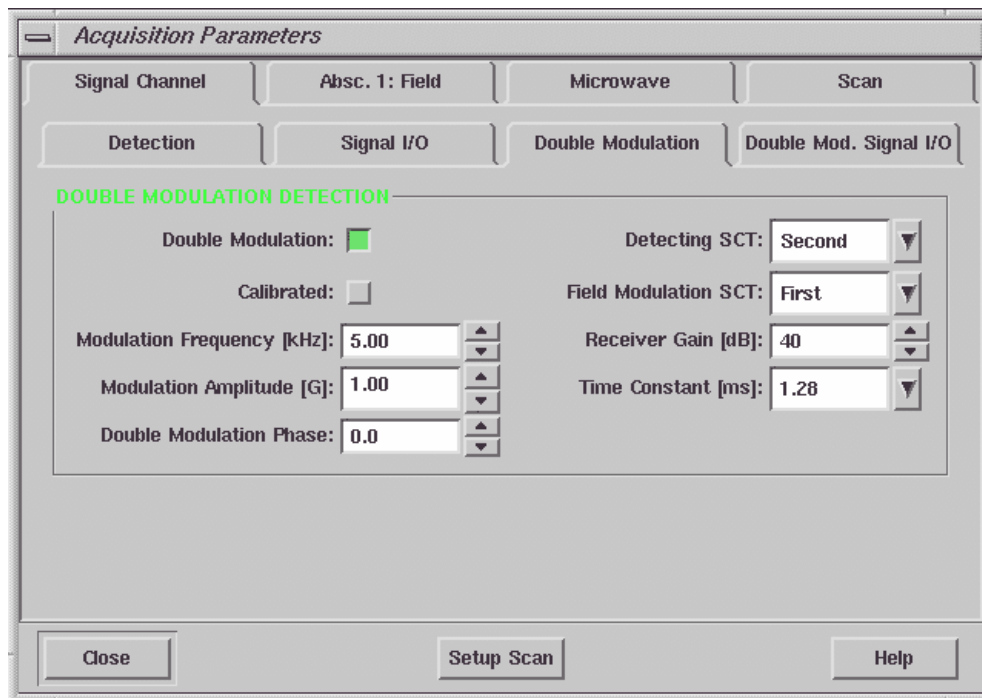 Acquisition Parameters
Signal Channel Absc. 1: Field Microwave Scan
Detection Signal I/O Double Modulation Double Mod. Signal I/O
DOUBLE MODULATION DETECTION
Double Modulation: Detecting SCT: Second
Calibrated: Field Modulation SCT: First
Modulation Frequency [kHz]: 5.00 Receiver Gain [dB]: 40
Modulation Amplitude [G]: 1.00 Time Constant [ms]: 1.28
Double Modulation Phase: 0.0
Close Setup Scan Help